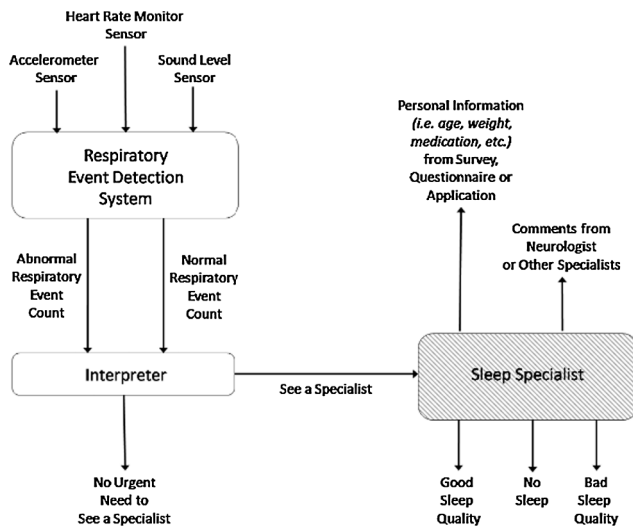 Heart Rate Monitor
Sensor
Accelerometer
Sensor
Sound Level
Sensor
Respiratory
Event Detection
System
Abnormal
Respiratory
Event
Count
Normal
Respiratory
Event
Count
Interpreter
No Urgent
Need to
See a Specialist
See a Specialist
Personal Information
(i.e. age, weight,
medication, etc.)
from Survey,
Questionnaire or
Application
Comments from
Neurologist
or Other Specialists
Sleep Specialist
Good
Sleep
Quality
No
Sleep
Bad
Sleep
Quality